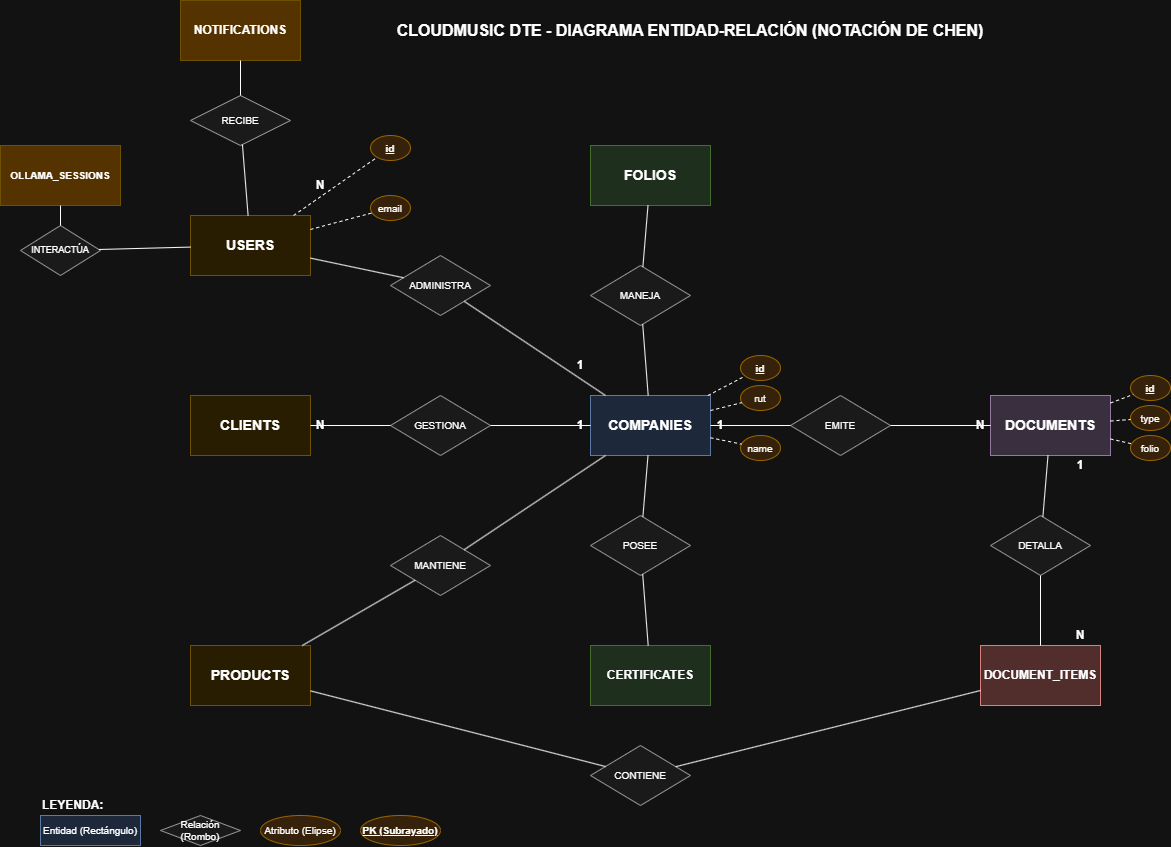 NOTIFICATIONS
CLOUDMUSIC DTE - DIAGRAMA ENTIDAD-RELACIÓN (NOTACIÓN DE CHEN)
RECIBE
id
OLLAMA_SESSIONS
FOLIOS
N
email
INTERACTÚA
USERS
ADMINISTRA
MANEJA
1
id
rut
id
CLIENTS
N
GESTIONA
1
COMPANIES
1
EMITE
N
DOCUMENTS
type
name
folio
1
MANTIENE
POSEE
DETALLA
N
PRODUCTS
CERTIFICATES
DOCUMENT_ITEMS
CONTIENE
LEYENDA:
Entidad (Rectángulo)
Relación
(Rombo)
Atributo (Elipse)
PK (Subrayado)